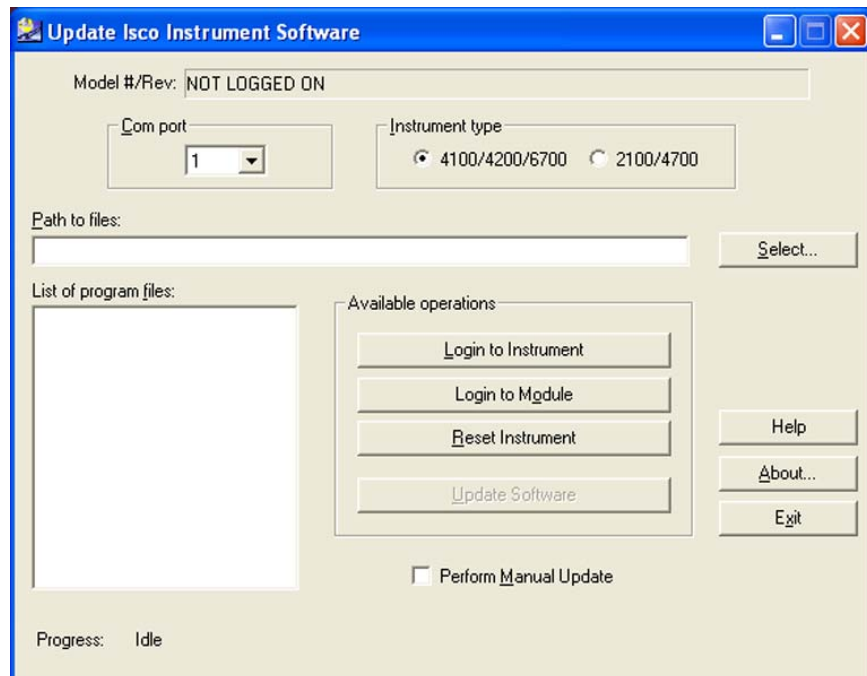 Update Isco Instrument Software
Model #/Rev: NOT LOGGED ON
Com port
1
Instrument type
4100/4200/6700 2100/4700
Path to files:
Select...
List of program files:
Available operations
Login to Instrument
Login to Module
Reset Instrument
Update Software
Help
About...
Exit
Perform Manual Update
Progress: Idle